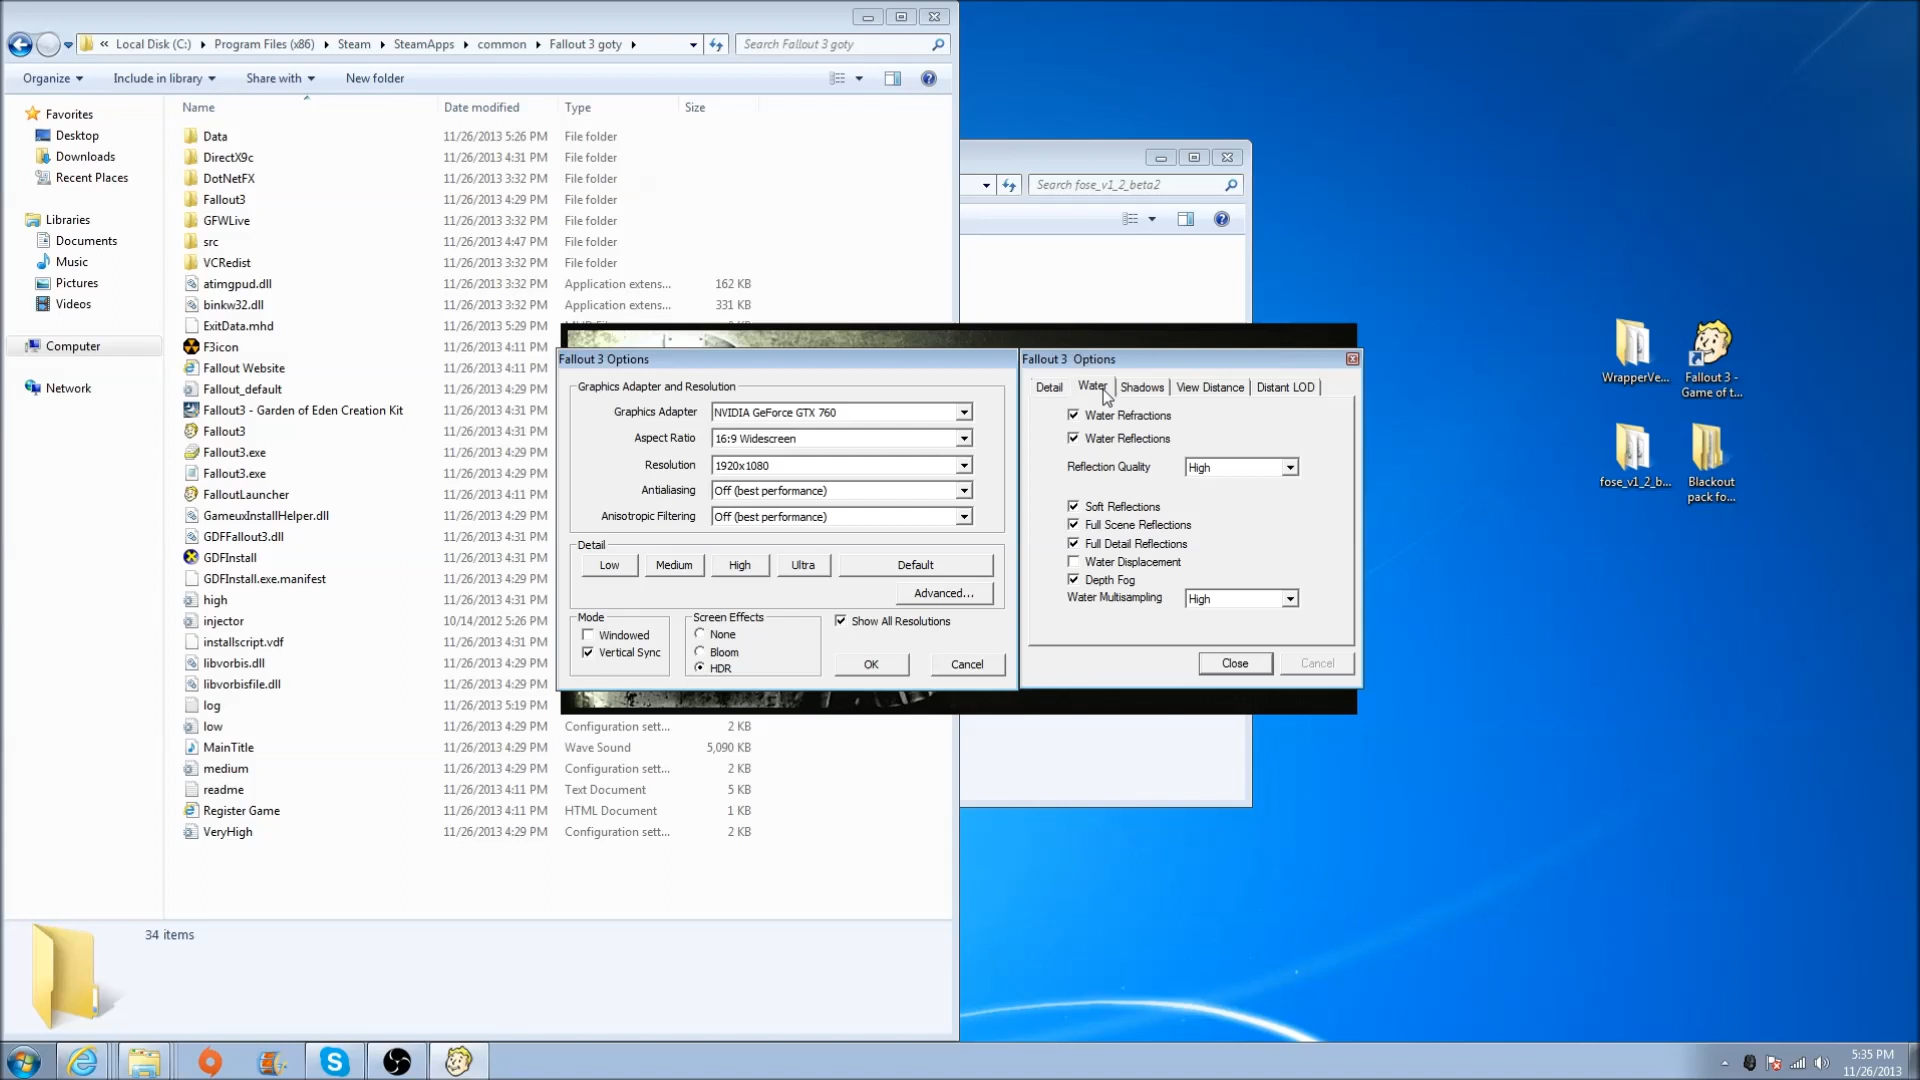 « Local Disk (C:) ▸ Program Files (x86) ▸ Steam ▸ SteamApps ▸ common ▸ Fallout 3 goty ▸
Search Fallout 3 goty
Organize Include in library Share with New folder
Favorites
Desktop
Downloads
Recent Places
Libraries
Documents
Music
Pictures
Videos
Computer
Network
Name Date modified Type Size
Data 11/26/2013 5:26 PM File folder
DirectX9c 11/26/2013 4:31 PM File folder
DotNetFX 11/26/2013 3:32 PM File folder
Fallout3 11/26/2013 4:29 PM File folder
GFWLive 11/26/2013 3:32 PM File folder
src 11/26/2013 4:47 PM File folder
VCRedist 11/26/2013 3:32 PM File folder
atimgpud.dll 11/26/2013 3:32 PM Application extens... 162 KB
binkw32.dll 11/26/2013 3:32 PM Application extens... 331 KB
ExitData.mhd 11/26/2013 5:29 PM
F3icon 11/26/2013 4:11 PM
Fallout Website 11/26/2013 4:11 PM
Fallout_default 11/26/2013 4:29 PM
Fallout3 - Garden of Eden Creation Kit 11/26/2013 4:11 PM
Fallout3 11/26/2013 4:31 PM
Fallout3.exe 11/26/2013 4:29 PM
Fallout3.exe 11/26/2013 4:29 PM
FalloutLauncher 11/26/2013 4:31 PM
GameuxInstallHelper.dll 11/26/2013 4:29 PM
GDFFallout3.dll 11/26/2013 4:31 PM
GDFInstall 11/26/2013 4:31 PM
GDFInstall.exe.manifest 11/26/2013 4:29 PM
high 11/26/2013 4:31 PM
injector 10/14/2012 5:26 PM
installscript.vdf 11/26/2013 4:31 PM
libvorbis.dll 11/26/2013 4:29 PM
libvorbisfile.dll 11/26/2013 4:29 PM
log 11/26/2013 5:19 PM
low 11/26/2013 4:29 PM Configuration sett... 2 KB
MainTitle 11/26/2013 4:29 PM Wave Sound 5,090 KB
medium 11/26/2013 4:29 PM Configuration sett... 2 KB
readme 11/26/2013 4:11 PM Text Document 5 KB
Register Game 11/26/2013 4:11 PM HTML Document 1 KB
VeryHigh 11/26/2013 4:29 PM Configuration sett... 2 KB
34 items
Search fose_v1_2_beta2
Fallout 3 Options
Graphics Adapter and Resolution
Graphics Adapter NVIDIA GeForce GTX 760
Aspect Ratio 16:9 Widescreen
Resolution 1920x1080
Antialiasing Off (best performance)
Anisotropic Filtering Off (best performance)
Detail
Low Medium High Ultra Default
Advanced...
Mode
Windowed
Vertical Sync
Screen Effects
None
Bloom
HDR
Show All Resolutions
OK Cancel
Fallout 3 Options
Detail Water Shadows View Distance Distant LOD
Water Refractions
Water Reflections
Reflection Quality High
Soft Reflections
Full Scene Reflections
Full Detail Reflections
Water Displacement
Depth Fog
Water Multisampling High
Close Cancel
WrapperVe...
Fallout 3 -
Game of t...
fose_v1_2_b...
Blackout
pack fo...
5:35 PM
11/26/2013